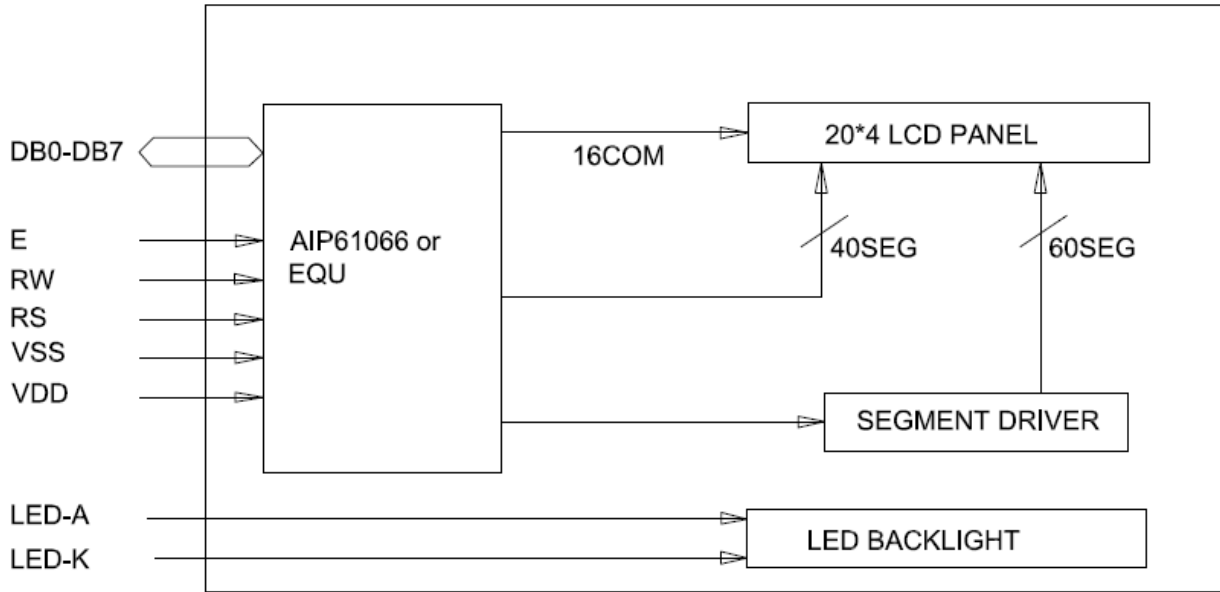 DB0-DB7
E
RW
RS
VSS
VDD
LED-A
LED-K
AIP61066 or
EQU
16COM
20*4 LCD PANEL
40SEG
60SEG
SEGMENT DRIVER
LED BACKLIGHT